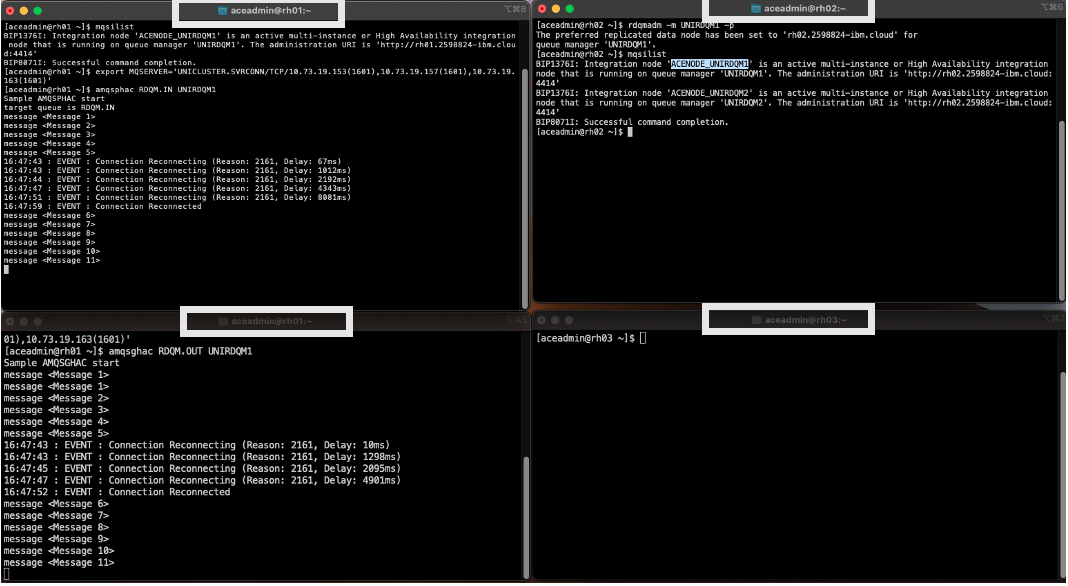 aceadmin@rh01:~
⌥⌘8
[aceadmin@rh01 ~]$ mqsilist
BIP1376I: Integration node 'ACENODE_UNIRDQM1' is an active multi-instance or High Availability integration
node that is running on queue manager 'UNIRDQM1'. The administration URI is 'http://rh01.2598824-ibm.clou
d:4414'
BIP8071I: Successful command completion.
[aceadmin@rh01 ~]$ export MQSERVER='UNICLUSTER.SVRCONN/TCP/10.73.19.153(1601),10.73.19.157(1601),10.73.19.
163(1601)'
[aceadmin@rh01 ~]$ amqsphac RDQM.IN UNIRDQM1
Sample AMQSPHAC start
target queue is RDQM.IN
message <Message 1>
message <Message 2>
message <Message 3>
message <Message 4>
message <Message 5>
16:47:43 : EVENT : Connection Reconnecting (Reason: 2161, Delay: 67ms)
16:47:43 : EVENT : Connection Reconnecting (Reason: 2161, Delay: 1012ms)
16:47:44 : EVENT : Connection Reconnecting (Reason: 2161, Delay: 2192ms)
16:47:47 : EVENT : Connection Reconnecting (Reason: 2161, Delay: 4343ms)
16:47:51 : EVENT : Connection Reconnecting (Reason: 2161, Delay: 8081ms)
16:47:59 : EVENT : Connection Reconnected
message <Message 6>
message <Message 7>
message <Message 8>
message <Message 9>
message <Message 10>
message <Message 11>
aceadmin@rh02:~
⌥⌘6
[aceadmin@rh02 ~]$ rdqmadm -m UNIRDQM1 -p
The preferred replicated data node has been set to 'rh02.2598824-ibm.cloud' for
queue manager 'UNIRDQM1'.
[aceadmin@rh02 ~]$ mqsilist
BIP1376I: Integration node 'ACENODE_UNIRDQM1' is an active multi-instance or High Availability integration
node that is running on queue manager 'UNIRDQM1'. The administration URI is 'http://rh02.2598824-ibm.cloud:
4414'
BIP1376I: Integration node 'ACENODE_UNIRDQM2' is an active multi-instance or High Availability integration
node that is running on queue manager 'UNIRDQM2'. The administration URI is 'http://rh02.2598824-ibm.cloud:
4414'
BIP8071I: Successful command completion.
[aceadmin@rh02 ~]$
aceadmin@rh01:~
⌥⌘5
01),10.73.19.163(1601)'
[aceadmin@rh01 ~]$ amqsghac RDQM.OUT UNIRDQM1
Sample AMQSGHAC start
message <Message 1>
message <Message 1>
message <Message 2>
message <Message 3>
message <Message 4>
message <Message 5>
16:47:43 : EVENT : Connection Reconnecting (Reason: 2161, Delay: 10ms)
16:47:43 : EVENT : Connection Reconnecting (Reason: 2161, Delay: 1298ms)
16:47:45 : EVENT : Connection Reconnecting (Reason: 2161, Delay: 2095ms)
16:47:47 : EVENT : Connection Reconnecting (Reason: 2161, Delay: 4901ms)
16:47:52 : EVENT : Connection Reconnected
message <Message 6>
message <Message 7>
message <Message 8>
message <Message 9>
message <Message 10>
message <Message 11>
aceadmin@rh03:~
⌥⌘7
[aceadmin@rh03 ~]$